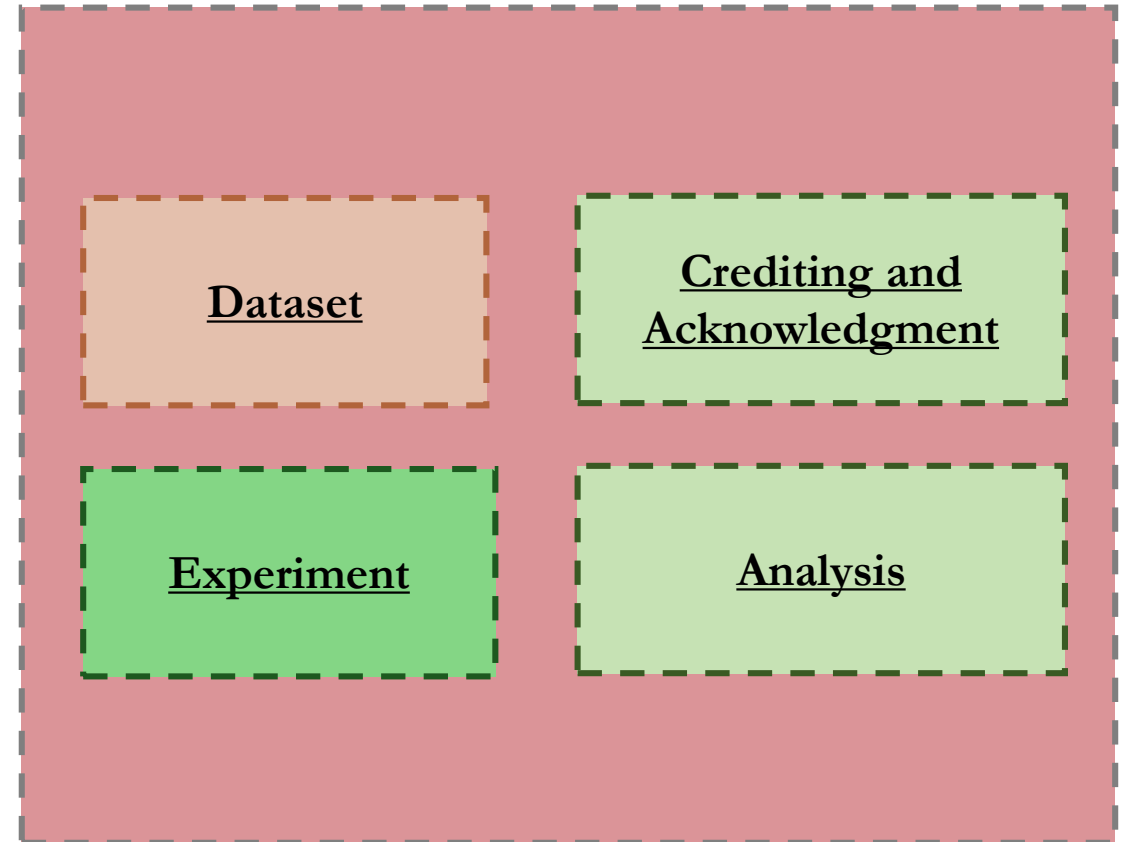 Dataset
Crediting and
Acknowledgment
Experiment
Analysis